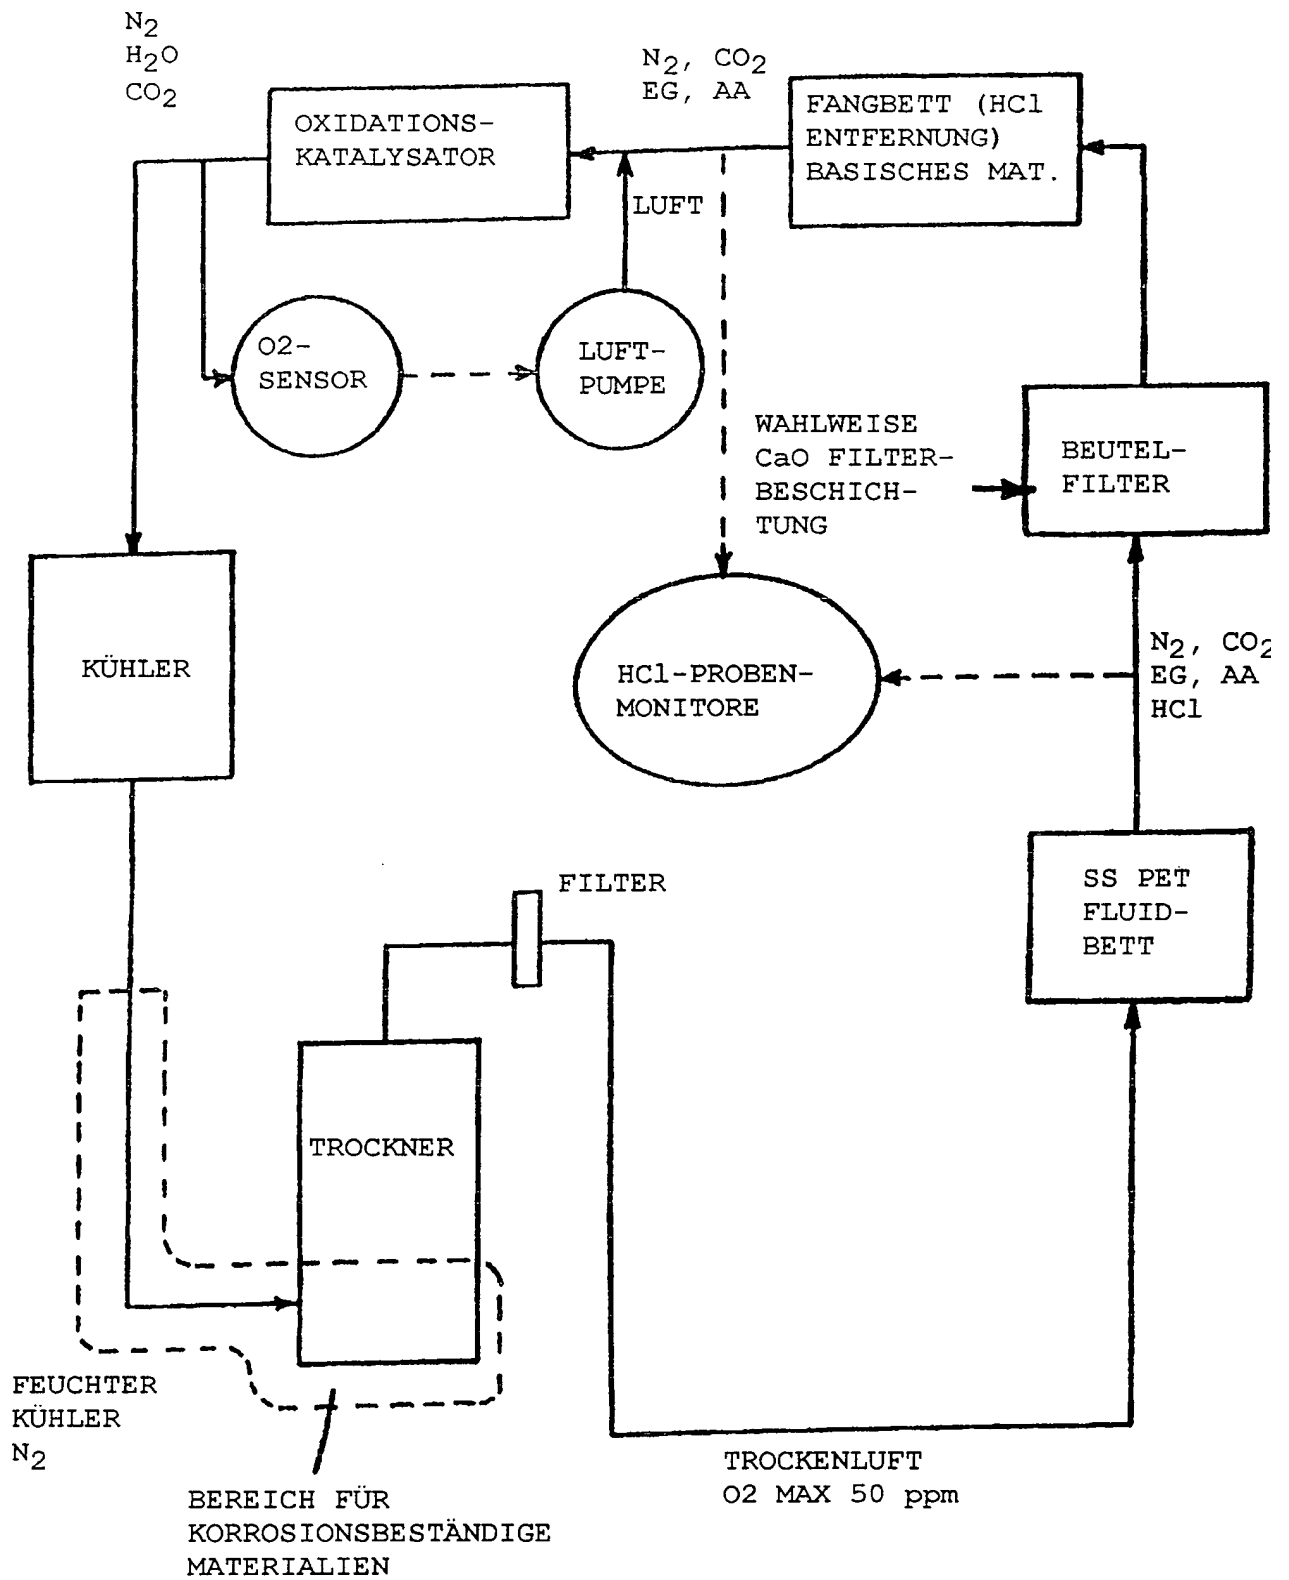 N2
H2O
CO2
N2, CO2
EG, AA
OXIDATIONS-
KATALYSATOR
FANGBETT (HCl
ENTFERNUNG)
BASISCHES MAT.
LUFT
O2-
SENSOR
LUFT-
PUMPE
WAHLWEISE
CaO FILTER-
BESCHICH-
TUNG
BEUTEL-
FILTER
KÜHLER
HCl-PROBEN-
MONITORE
N2, CO2
EG, AA
HCl
FILTER
SS PET
FLUID-
BETT
TROCKNER
FEUCHTER
KÜHLER
N2
TROCKENLUFT
O2 MAX 50 ppm
BEREICH FÜR
KORROSIONSBESTÄNDIGE
MATERIALIEN